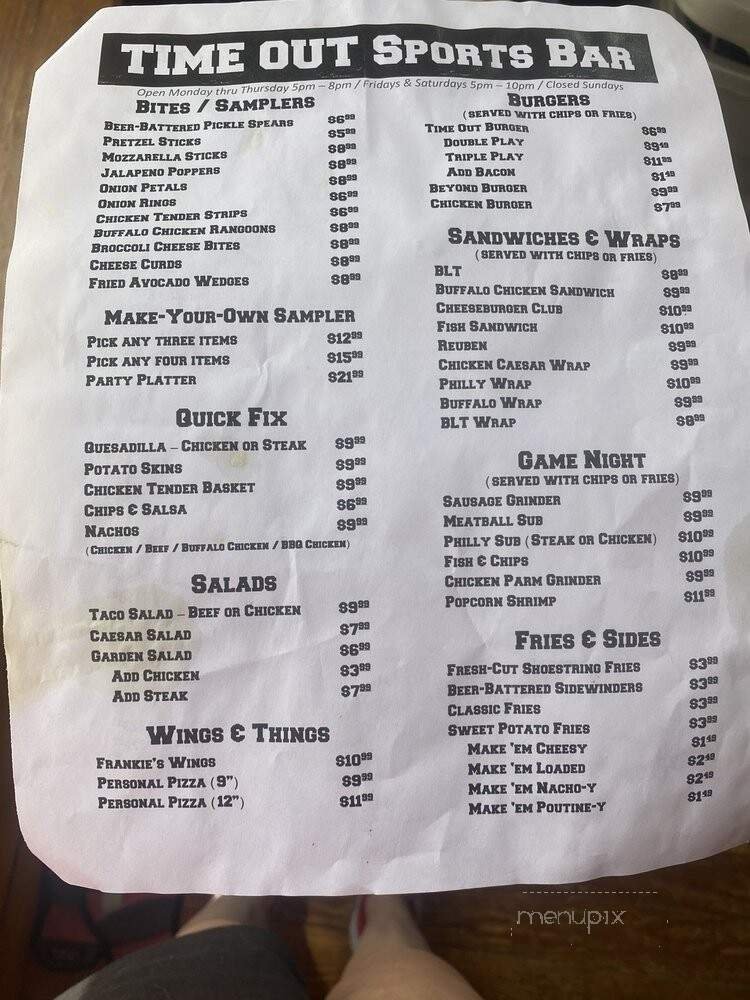 TIME OUT SPORTS BAR
Open Monday thru Thursday 5pm – 8pm / Fridays & Saturdays 5pm – 10pm / Closed Sundays
BITES / SAMPLERS
BEER-BATTERED PICKLE SPEARS $6.99
PRETZEL STICKS $5.99
MOZZARELLA STICKS $8.99
JALAPENO POPPERS $8.99
ONION PETALS $8.99
ONION RINGS $6.99
CHICKEN TENDER STRIPS $6.99
BUFFALO CHICKEN RANGOONS $8.99
BROCCOLI CHEESE BITES $8.99
CHEESE CURDS $8.99
FRIED AVOCADO WEDGES $8.99
MAKE-YOUR-OWN SAMPLER
PICK ANY THREE ITEMS $12.99
PICK ANY FOUR ITEMS $15.99
PARTY PLATTER $21.99
QUICK FIX
QUESADILLA – CHICKEN OR STEAK $9.99
POTATO SKINS $9.99
CHICKEN TENDER BASKET $9.99
CHIPS & SALSA $6.99
NACHOS $9.99
(CHICKEN / BEEF / BUFFALO CHICKEN / BBQ CHICKEN)
SALADS
TACO SALAD – BEEF OR CHICKEN $9.99
CAESAR SALAD $7.99
GARDEN SALAD $6.99
ADD CHICKEN $3.99
ADD STEAK $7.99
WINGS & THINGS
FRANKIE'S WINGS $10.99
PERSONAL PIZZA (9") $9.99
PERSONAL PIZZA (12") $11.99
BURGERS
(SERVED WITH CHIPS OR FRIES)
TIME OUT BURGER $6.99
DOUBLE PLAY $9.49
TRIPLE PLAY $11.99
ADD BACON $1.49
BEYOND BURGER $9.99
CHICKEN BURGER $7.99
SANDWICHES & WRAPS
(SERVED WITH CHIPS OR FRIES)
BLT $8.99
BUFFALO CHICKEN SANDWICH $9.99
CHEESEBURGER CLUB $10.99
FISH SANDWICH $10.99
REUBEN $9.99
CHICKEN CAESAR WRAP $9.99
PHILLY WRAP $10.99
BUFFALO WRAP $9.99
BLT WRAP $8.99
GAME NIGHT
(SERVED WITH CHIPS OR FRIES)
SAUSAGE GRINDER $9.99
MEATBALL SUB $9.99
PHILLY SUB (STEAK OR CHICKEN) $10.99
FISH & CHIPS $10.99
CHICKEN PARM GRINDER $9.99
POPCORN SHRIMP $11.99
FRIES & SIDES
FRESH-CUT SHOESTRING FRIES $3.99
BEER-BATTERED SIDEWINDERS $3.99
CLASSIC FRIES $3.99
SWEET POTATO FRIES $3.99
MAKE 'EM CHEESY $1.49
MAKE 'EM LOADED $2.49
MAKE 'EM NACHO-Y $2.49
MAKE 'EM POUTINE-Y $1.49
menupix